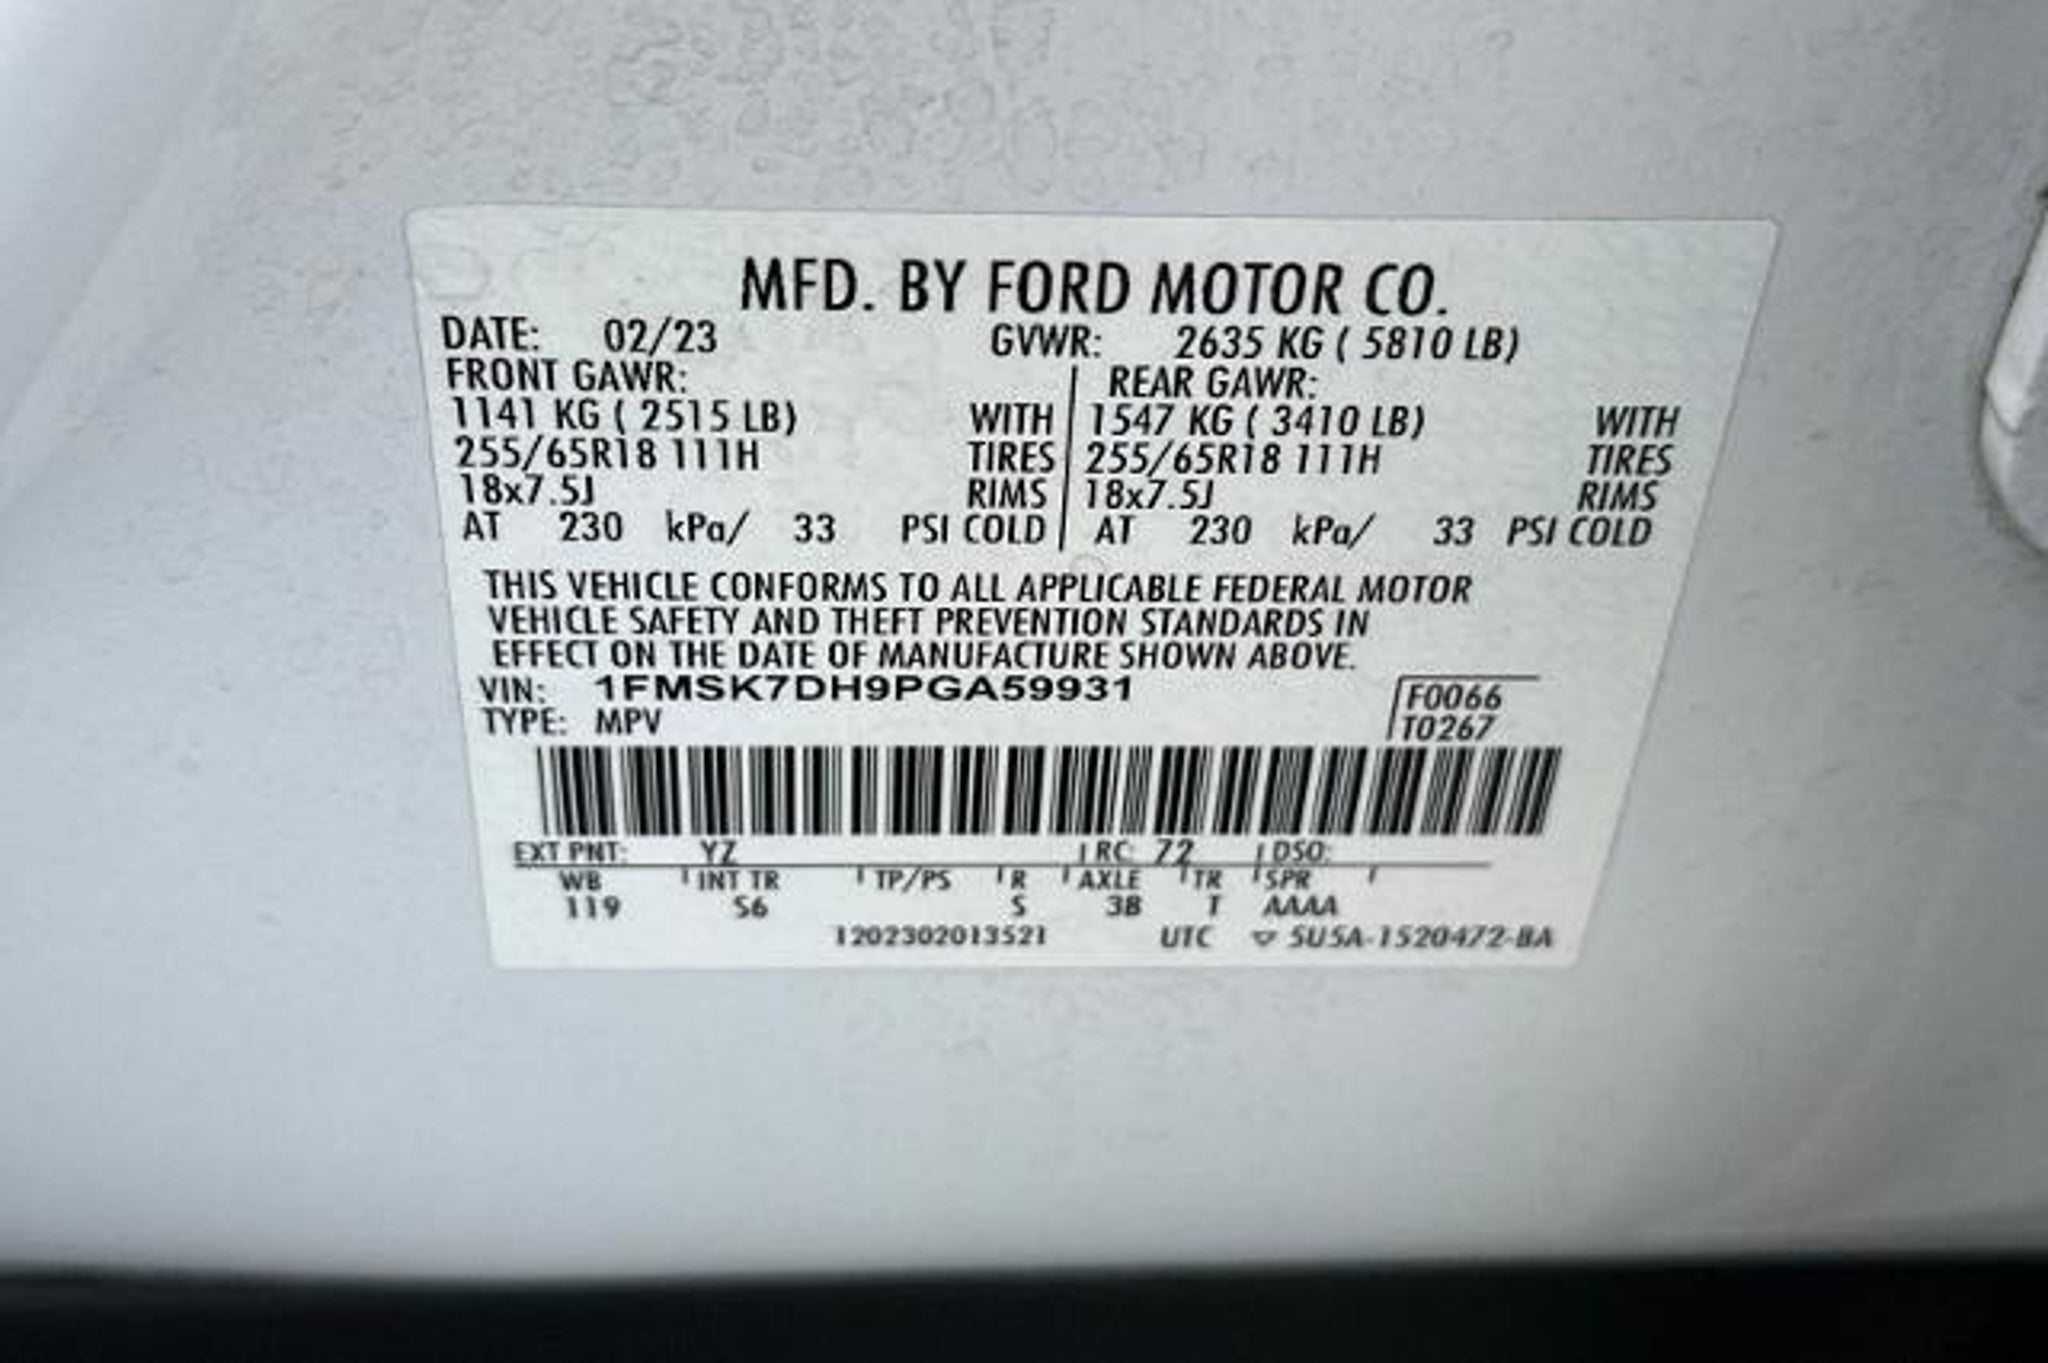 MFD. BY FORD MOTOR CO.
DATE: 02/23 GVWR: 2635 KG ( 5810 LB)
FRONT GAWR: REAR GAWR:
1141 KG ( 2515 LB) WITH 1547 KG ( 3410 LB) WITH
255/65R18 111H TIRES 255/65R18 111H TIRES
18x7.5J RIMS 18x7.5J RIMS
AT 230 kPa/ 33 PSI COLD AT 230 kPa/ 33 PSI COLD
THIS VEHICLE CONFORMS TO ALL APPLICABLE FEDERAL MOTOR
VEHICLE SAFETY AND THEFT PREVENTION STANDARDS IN
EFFECT ON THE DATE OF MANUFACTURE SHOWN ABOVE.
VIN: 1FMSK7DH9PGA59931 F0066
TYPE: MPV T0267
EXT PNT: YZ RC: 72 DSO:
WB INT TR TP/PS R AXLE TR SPR
119 S6 S 3B T AAAA
1202302013521 UTC 5U5A-1520472-BA